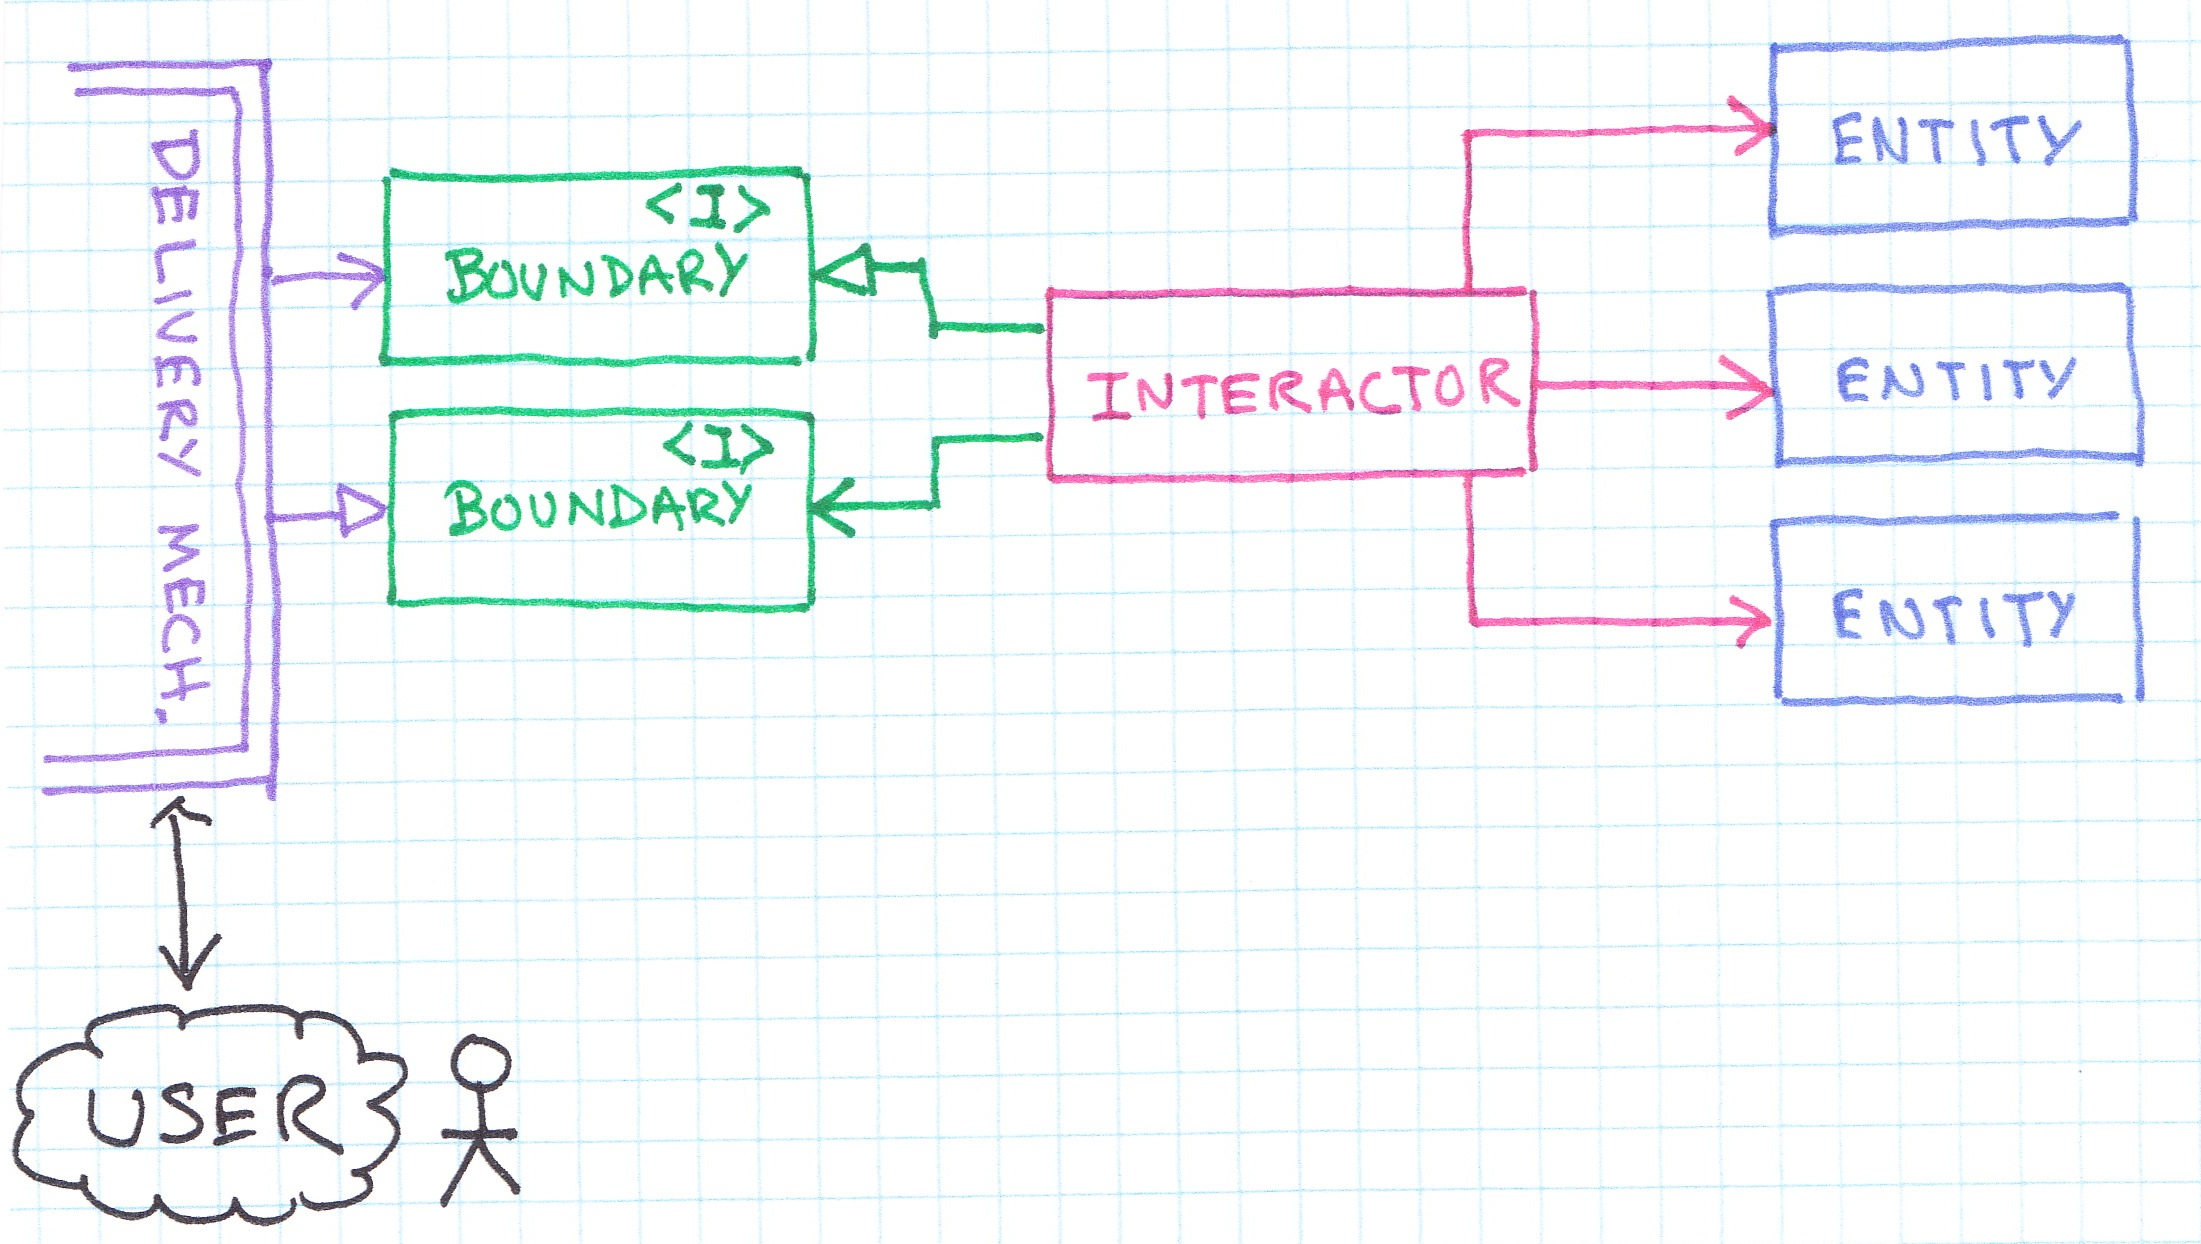 DELIVERY MECH.
<I>
BOUNDARY
<I>
BOUNDARY
INTERACTOR
ENTITY
ENTITY
ENTITY
USER